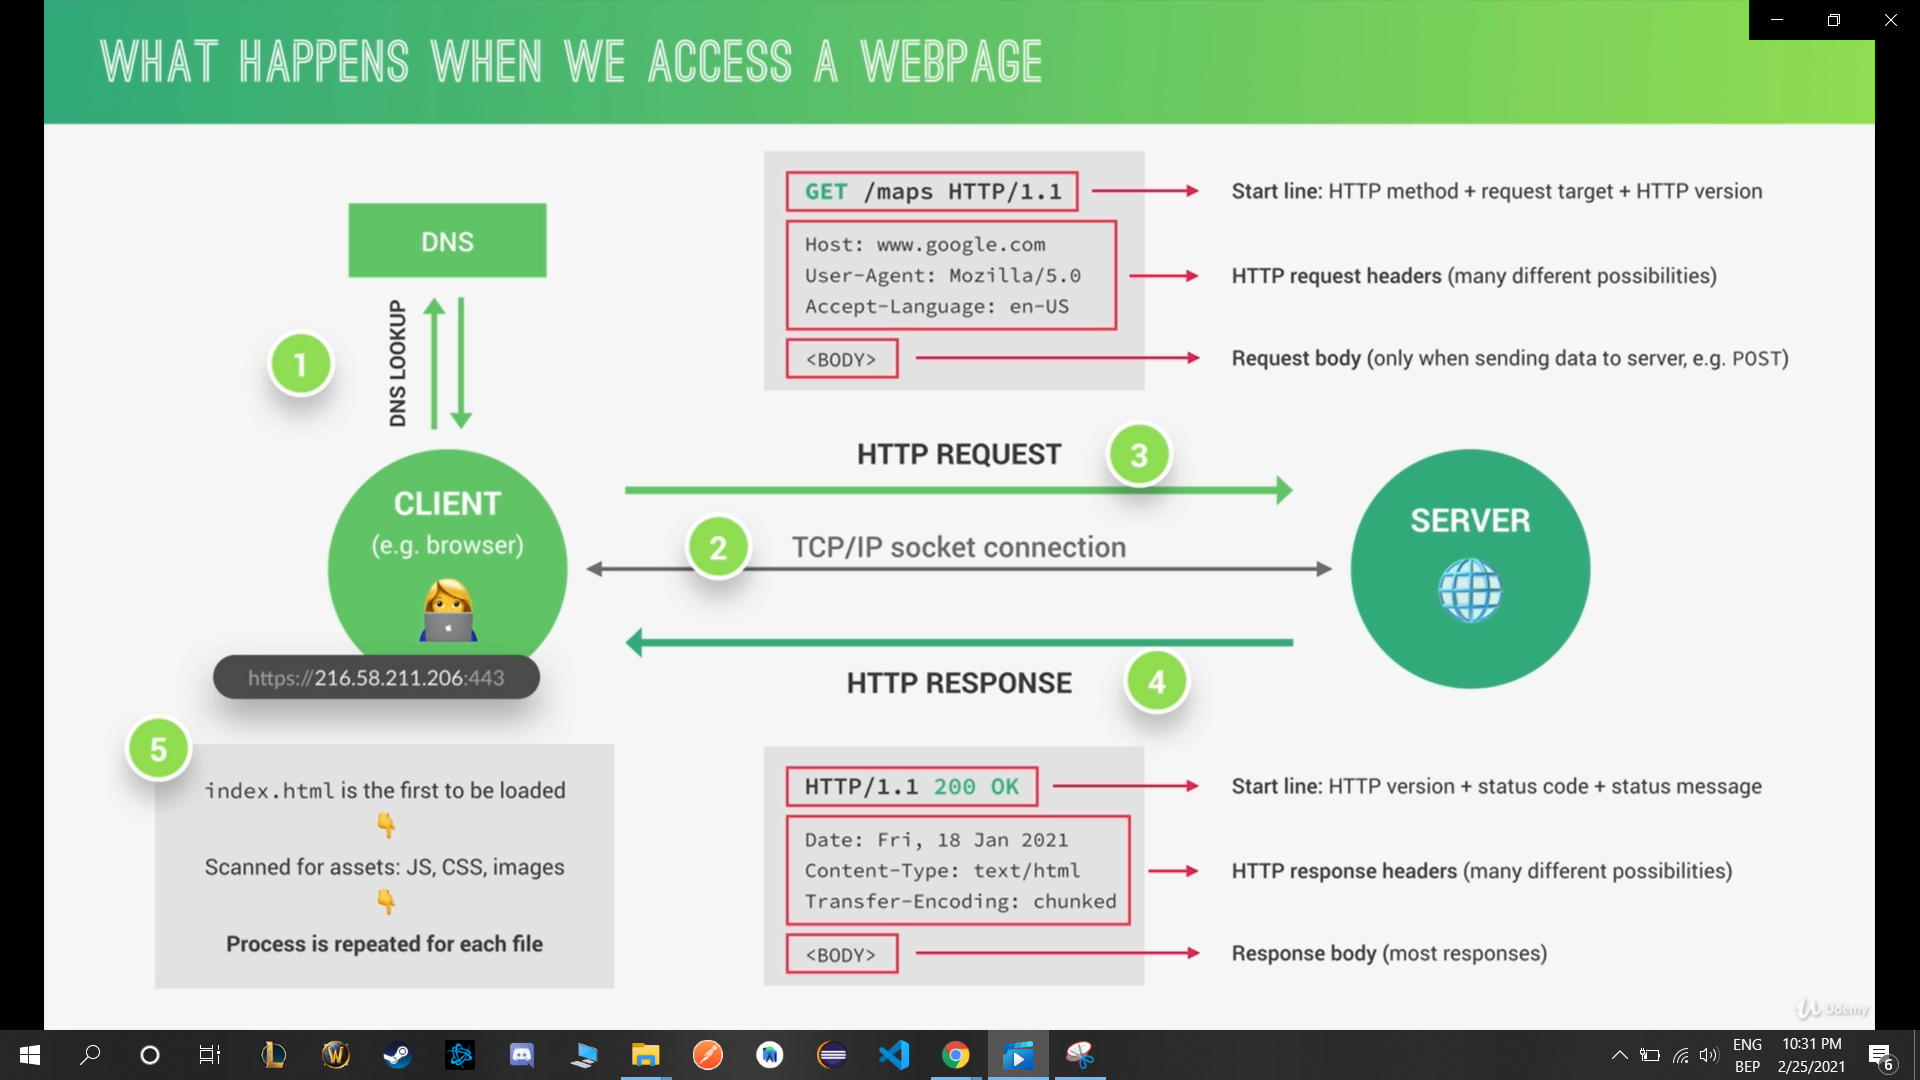 WHAT HAPPENS WHEN WE ACCESS A WEBPAGE
GET /maps HTTP/1.1
Start line: HTTP method + request target + HTTP version
DNS
Host: www.google.com
User-Agent: Mozilla/5.0
Accept-Language: en-US
HTTP request headers (many different possibilities)
DNS LOOKUP
1
<BODY>
Request body (only when sending data to server, e.g. POST)
HTTP REQUEST
3
CLIENT
(e.g. browser)
2
TCP/IP socket connection
SERVER
https://216.58.211.206:443
HTTP RESPONSE
4
5
index.html is the first to be loaded
Scanned for assets: JS, CSS, images
Process is repeated for each file
HTTP/1.1 200 OK
Start line: HTTP version + status code + status message
Date: Fri, 18 Jan 2021
Content-Type: text/html
Transfer-Encoding: chunked
HTTP response headers (many different possibilities)
<BODY>
Response body (most responses)
Udemy
ENG
BEP
10:31 PM
2/25/2021
6